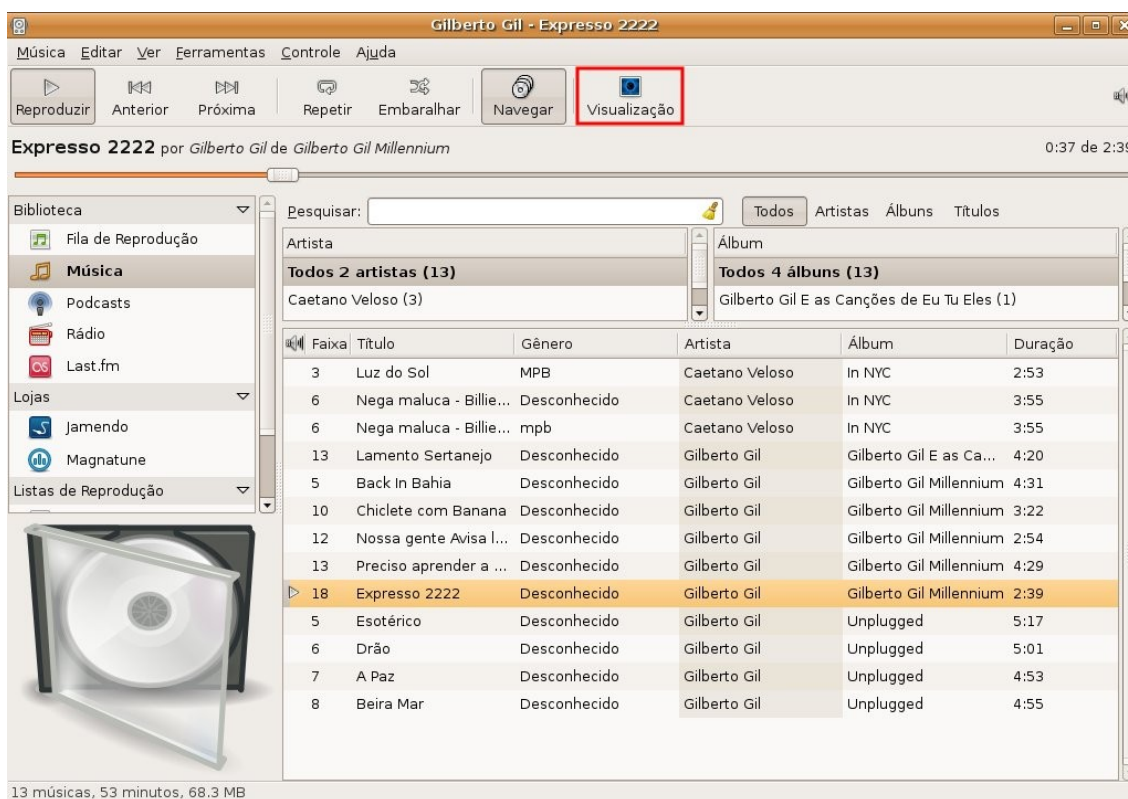 Gilberto Gil - Expresso 2222
Música Editar Ver Ferramentas Controle Ajuda
Reproduzir Anterior Próxima Repetir Embaralhar Navegar Visualização
Expresso 2222 por Gilberto Gil de Gilberto Gil Millennium 0:37 de 2:39
Biblioteca
Fila de Reprodução
Música
Podcasts
Rádio
Last.fm
Lojas
Jamendo
Magnatune
Listas de Reprodução
Pesquisar: Todos Artistas Álbuns Títulos
Artista Álbum
Todos 2 artistas (13) Todos 4 álbuns (13)
Caetano Veloso (3) Gilberto Gil E as Canções de Eu Tu Eles (1)
Faixa Título Gênero Artista Álbum Duração
3 Luz do Sol MPB Caetano Veloso In NYC 2:53
6 Nega maluca - Billie... Desconhecido Caetano Veloso In NYC 3:55
6 Nega maluca - Billie... mpb Caetano Veloso In NYC 3:55
13 Lamento Sertanejo Desconhecido Gilberto Gil Gilberto Gil E as Ca... 4:20
5 Back In Bahia Desconhecido Gilberto Gil Gilberto Gil Millennium 4:31
10 Chiclete com Banana Desconhecido Gilberto Gil Gilberto Gil Millennium 3:22
12 Nossa gente Avisa l... Desconhecido Gilberto Gil Gilberto Gil Millennium 2:54
13 Preciso aprender a ... Desconhecido Gilberto Gil Gilberto Gil Millennium 4:29
18 Expresso 2222 Desconhecido Gilberto Gil Gilberto Gil Millennium 2:39
5 Esotérico Desconhecido Gilberto Gil Unplugged 5:17
6 Drão Desconhecido Gilberto Gil Unplugged 5:01
7 A Paz Desconhecido Gilberto Gil Unplugged 4:53
8 Beira Mar Desconhecido Gilberto Gil Unplugged 4:55
13 músicas, 53 minutos, 68.3 MB